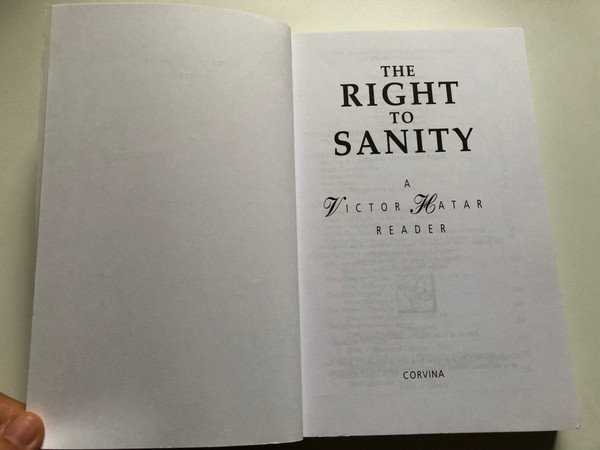 THE
RIGHT
TO
SANITY
A
VICTOR HATAR
READER
CORVINA